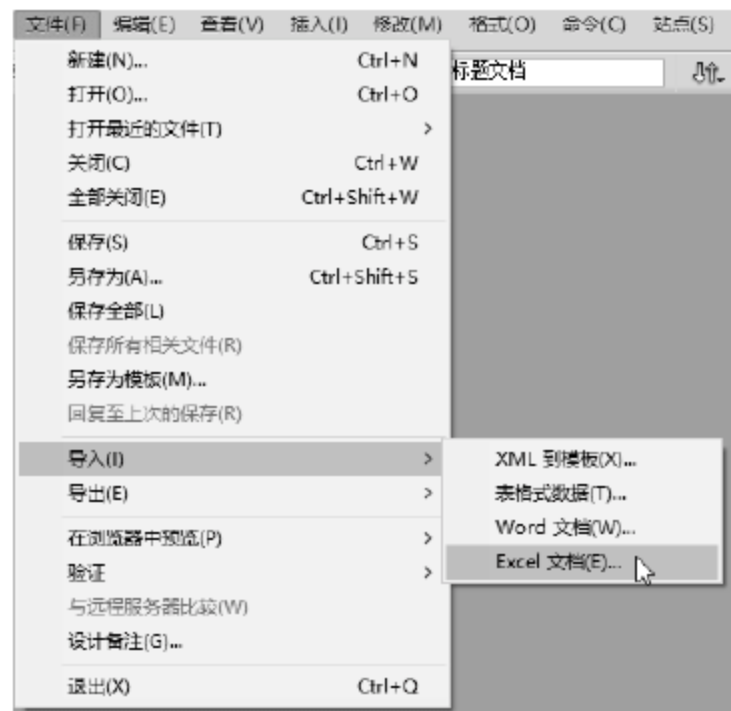 文件(F) 编辑(E) 查看(V) 插入(I) 修改(M) 格式(O) 命令(C) 站点(S)
标题文档
新建(N)... Ctrl+N
打开(O)... Ctrl+O
打开最近的文件(T)
关闭(C) Ctrl+W
全部关闭(E) Ctrl+Shift+W
保存(S) Ctrl+S
另存为(A)... Ctrl+Shift+S
保存全部(L)
保存所有相关文件(R)
另存为模板(M)...
回复至上次的保存(R)
导入(I)
导出(E)
在浏览器中预览(P)
验证
与远程服务器比较(W)
设计备注(G)...
退出(X) Ctrl+Q
XML 到模板(X)...
表格式数据(T)...
Word 文档(W)...
Excel 文档(E)...